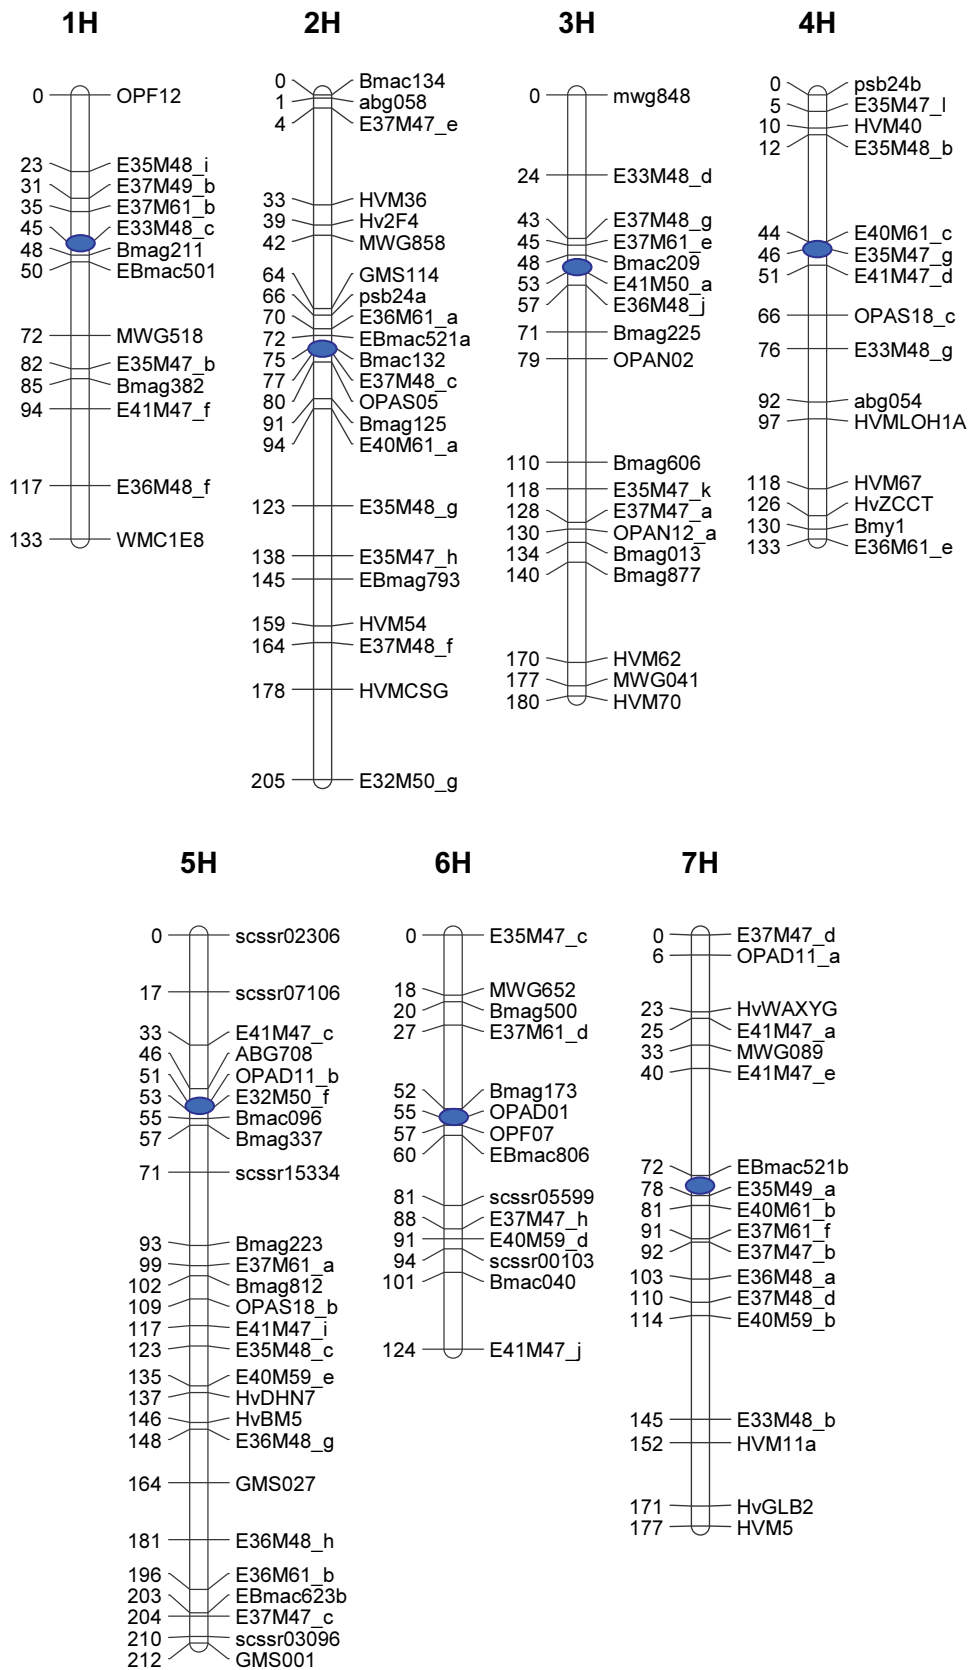 1H
0 OPF12
23 E35M48_i
31 E37M49_b
35 E37M61_b
45 E33M48_c
48 Bmag211
50 EBmac501
72 MWG518
82 E35M47_b
85 Bmag382
94 E41M47_f
117 E36M48_f
133 WMC1E8
2H
0 Bmac134
1 abg058
4 E37M47_e
33 HVM36
39 Hv2F4
42 MWG858
64 GMS114
66 psb24a
70 E36M61_a
72 EBmac521a
75 Bmac132
77 E37M48_c
80 OPAS05
91 Bmag125
94 E40M61_a
123 E35M48_g
138 E35M47_h
145 EBmag793
159 HVM54
164 E37M48_f
178 HVMCSG
205 E32M50_g
3H
0 mwg848
24 E33M48_d
43 E37M48_g
45 E37M61_e
48 Bmac209
53 E41M50_a
57 E36M48_j
71 Bmag225
79 OPAN02
110 Bmag606
118 E35M47_k
128 E37M47_a
130 OPAN12_a
134 Bmag013
140 Bmag877
170 HVM62
177 MWG041
180 HVM70
4H
0 psb24b
5 E35M47_l
10 HVM40
12 E35M48_b
44 E40M61_c
46 E35M47_g
51 E41M47_d
66 OPAS18_c
76 E33M48_g
92 abg054
97 HVMLOH1A
118 HVM67
126 HvZCCT
130 Bmy1
133 E36M61_e
5H
0 scssr02306
17 scssr07106
33 E41M47_c
46 ABG708
51 OPAD11_b
53 E32M50_f
55 Bmac096
57 Bmag337
71 scssr15334
93 Bmag223
99 E37M61_a
102 Bmag812
109 OPAS18_b
117 E41M47_i
123 E35M48_c
135 E40M59_e
137 HvDHN7
146 HvBM5
148 E36M48_g
164 GMS027
181 E36M48_h
196 E36M61_b
203 EBmac623b
204 E37M47_c
210 scssr03096
212 GMS001
6H
0 E35M47_c
18 MWG652
20 Bmag500
27 E37M61_d
52 Bmag173
55 OPAD01
57 OPF07
60 EBmac806
81 scssr05599
88 E37M47_h
91 E40M59_d
94 scssr00103
101 Bmac040
124 E41M47_j
7H
0 E37M47_d
6 OPAD11_a
23 HvWAXYG
25 E41M47_a
33 MWG089
40 E41M47_e
72 EBmac521b
78 E35M49_a
81 E40M61_b
91 E37M61_f
92 E37M47_b
103 E36M48_a
110 E37M48_d
114 E40M59_b
145 E33M48_b
152 HVM11a
171 HvGLB2
177 HVM5